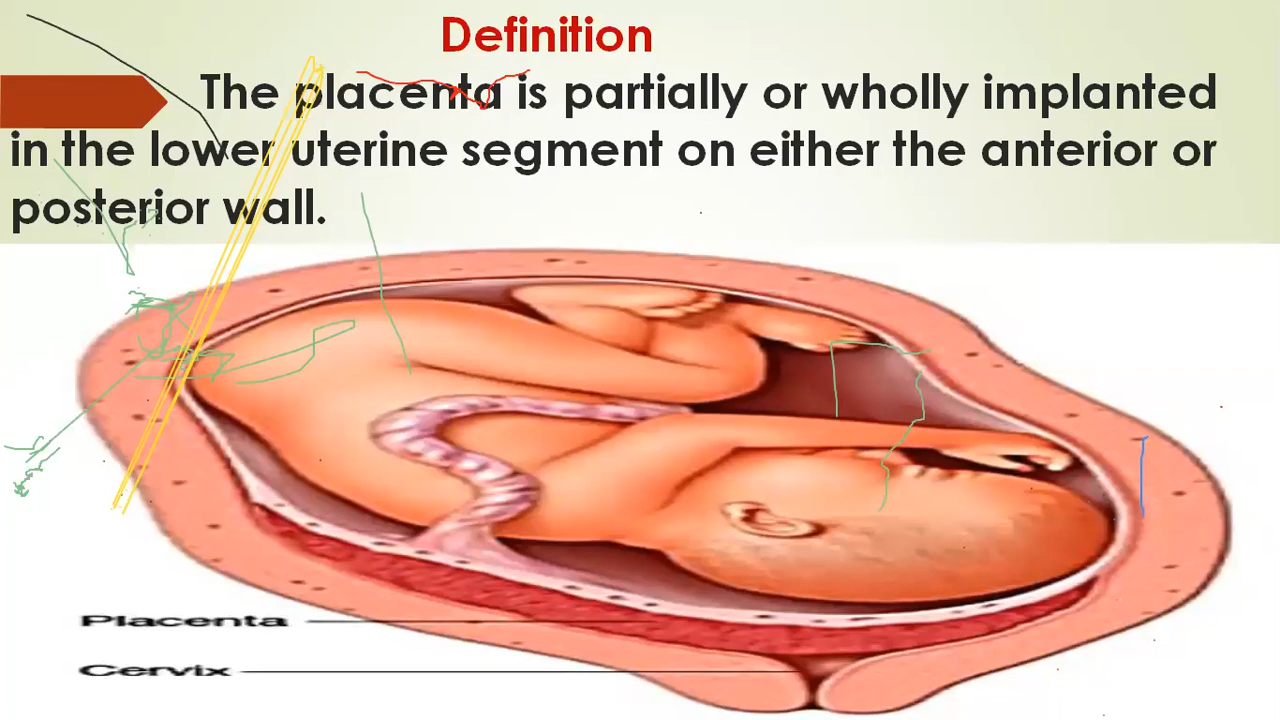 Definition
The placenta is partially or wholly implanted
in the lower uterine segment on either the anterior or
posterior wall.
Placenta
Cervix